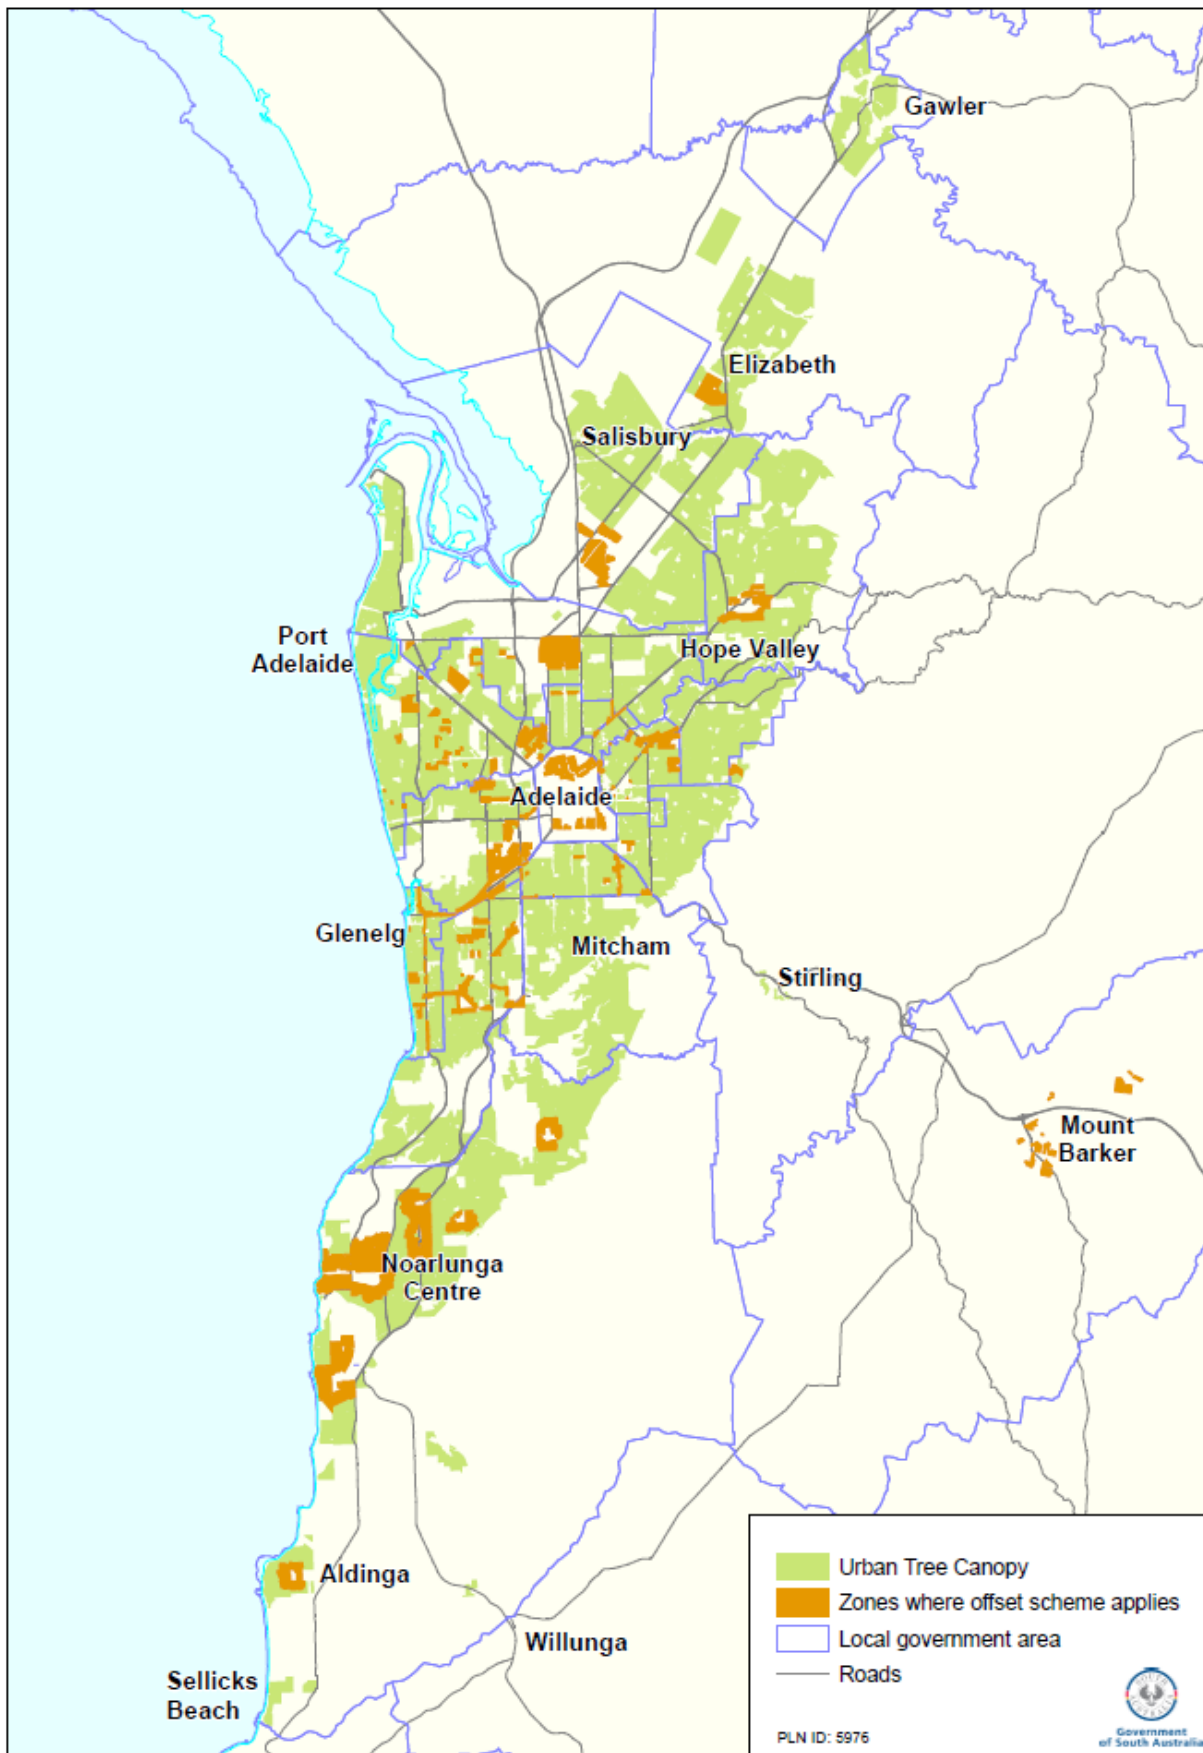 Gawler
Elizabeth
Salisbury
Port
Adelaide
Hope Valley
Adelaide
Glenelg
Mitcham
Stirling
Mount
Barker
Noarlunga
Centre
Aldinga
Willunga
Sellicks
Beach
Urban Tree Canopy
Zones where offset scheme applies
Local government area
Roads
PLN ID: 5976
SOUTH
AUSTRALIA
Government
of South Australia